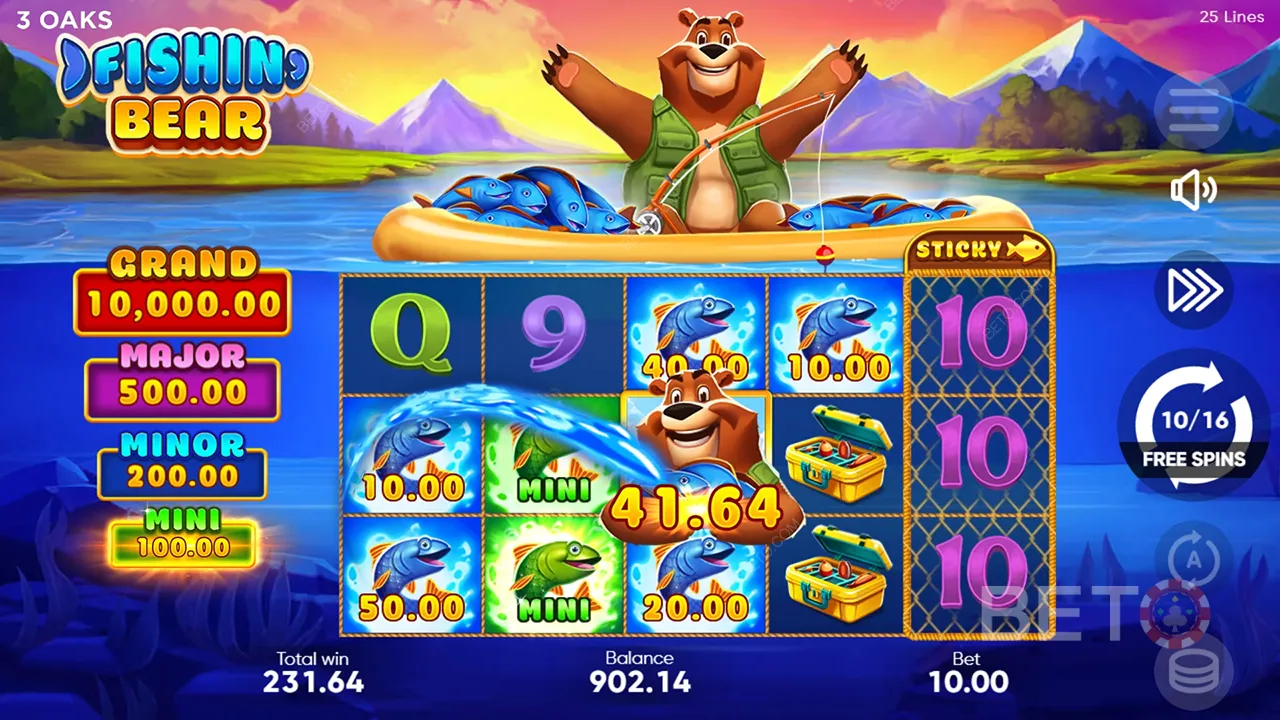 3 OAKS
25 Lines
FISHIN
BEAR
STICKY
GRAND
10,000.00
MAJOR
500.00
MINOR
200.00
MINI
100.00
Q
9
40.00
10.00
10
10.00
MINI
41.64
10
50.00
MINI
20.00
10
10/16
FREE SPINS
A
BET
Total win
231.64
Balance
902.14
Bet
10.00